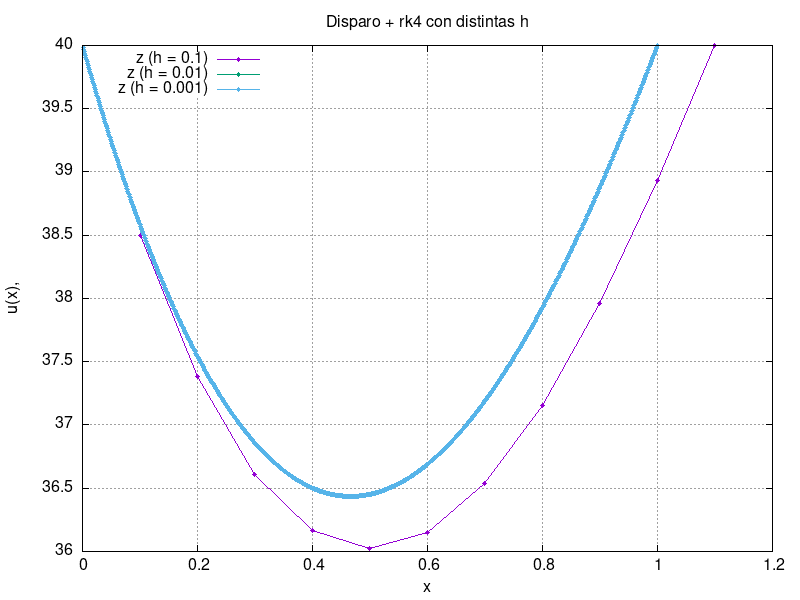 Disparo + rk4 con distintas h
z (h = 0.1)
z (h = 0.01)
z (h = 0.001)
40
39.5
39
38.5
38
37.5
37
36.5
36
u(x),
0 0.2 0.4 0.6 0.8 1 1.2
x